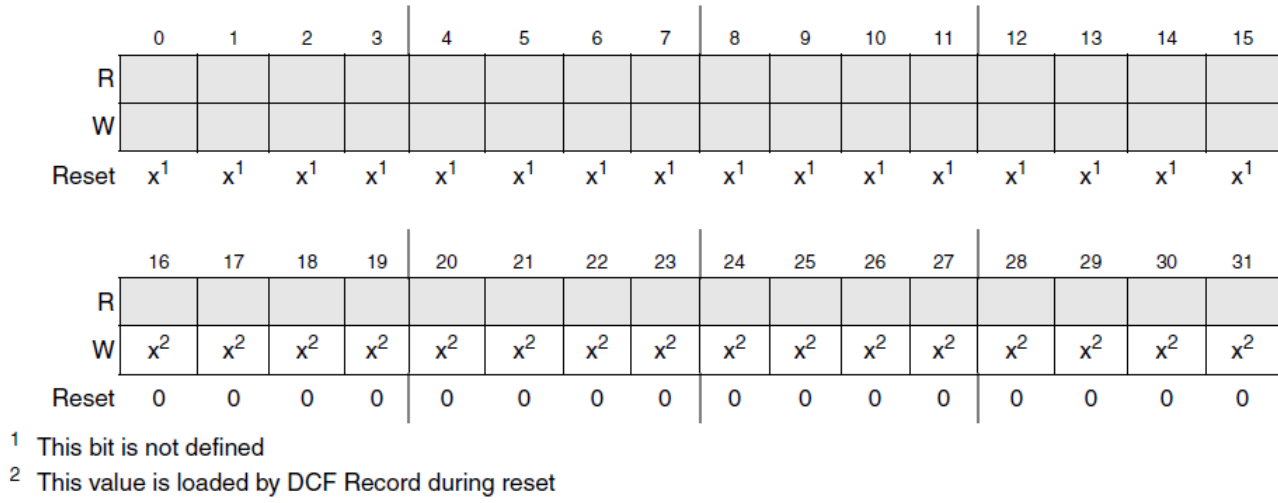 0 1 2 3 4 5 6 7 8 9 10 11 12 13 14 15
R
W
Reset x1 x1 x1 x1 x1 x1 x1 x1 x1 x1 x1 x1 x1 x1 x1 x1
16 17 18 19 20 21 22 23 24 25 26 27 28 29 30 31
R
W x2 x2 x2 x2 x2 x2 x2 x2 x2 x2 x2 x2 x2 x2 x2 x2
Reset 0 0 0 0 0 0 0 0 0 0 0 0 0 0 0 0
1 This bit is not defined
2 This value is loaded by DCF Record during reset